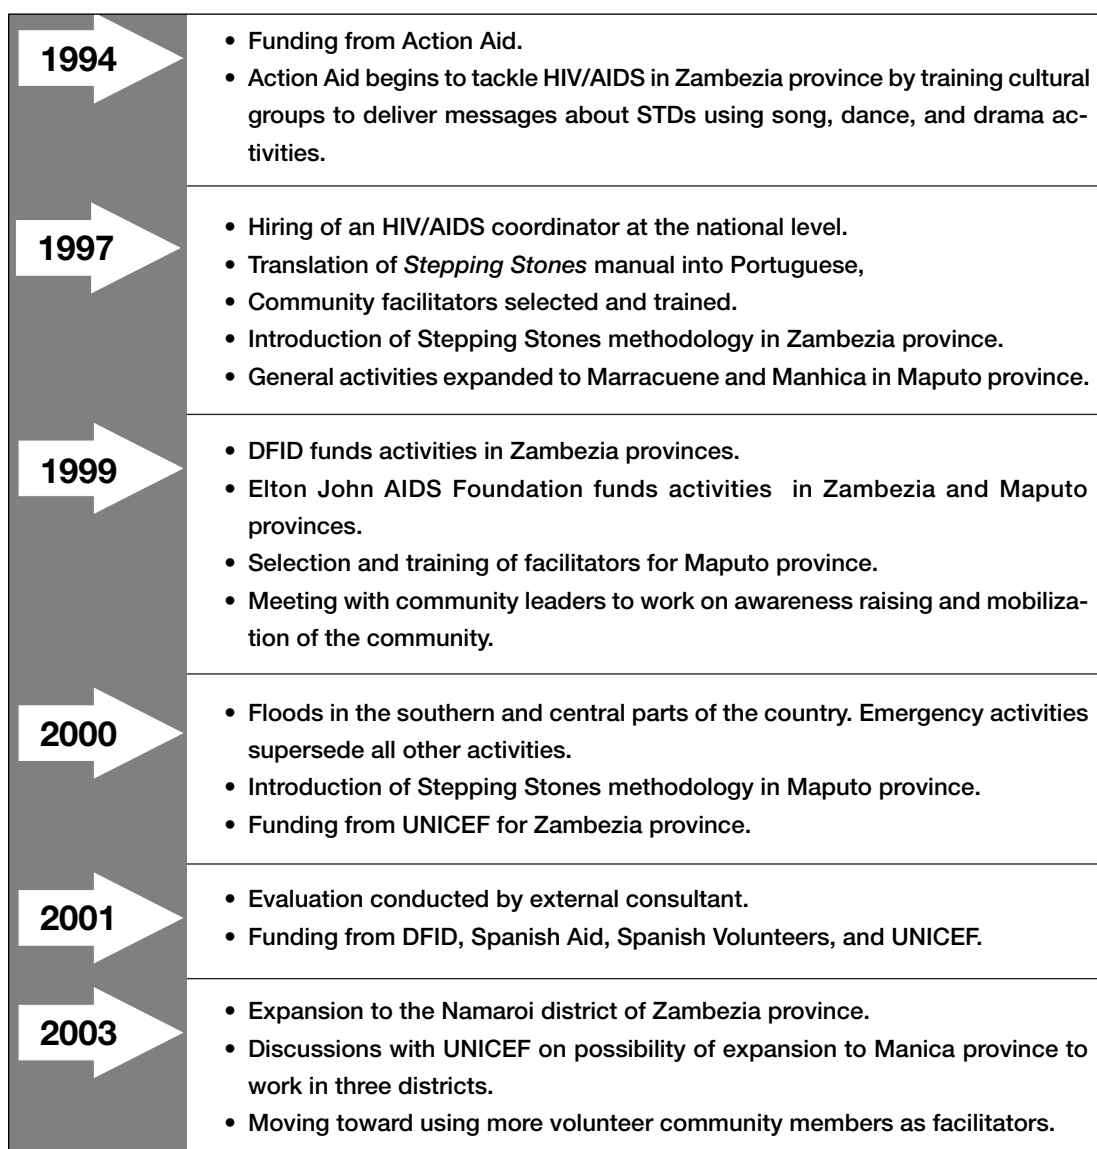 1994
• Funding from Action Aid.
• Action Aid begins to tackle HIV/AIDS in Zambezia province by training cultural
groups to deliver messages about STDs using song, dance, and drama ac-
tivities.
1997
• Hiring of an HIV/AIDS coordinator at the national level.
• Translation of Stepping Stones manual into Portuguese,
• Community facilitators selected and trained.
• Introduction of Stepping Stones methodology in Zambezia province.
• General activities expanded to Marracuene and Manhica in Maputo province.
1999
• DFID funds activities in Zambezia provinces.
• Elton John AIDS Foundation funds activities in Zambezia and Maputo
provinces.
• Selection and training of facilitators for Maputo province.
• Meeting with community leaders to work on awareness raising and mobiliza-
tion of the community.
2000
• Floods in the southern and central parts of the country. Emergency activities
supersede all other activities.
• Introduction of Stepping Stones methodology in Maputo province.
• Funding from UNICEF for Zambezia province.
2001
• Evaluation conducted by external consultant.
• Funding from DFID, Spanish Aid, Spanish Volunteers, and UNICEF.
2003
• Expansion to the Namaroi district of Zambezia province.
• Discussions with UNICEF on possibility of expansion to Manica province to
work in three districts.
• Moving toward using more volunteer community members as facilitators.